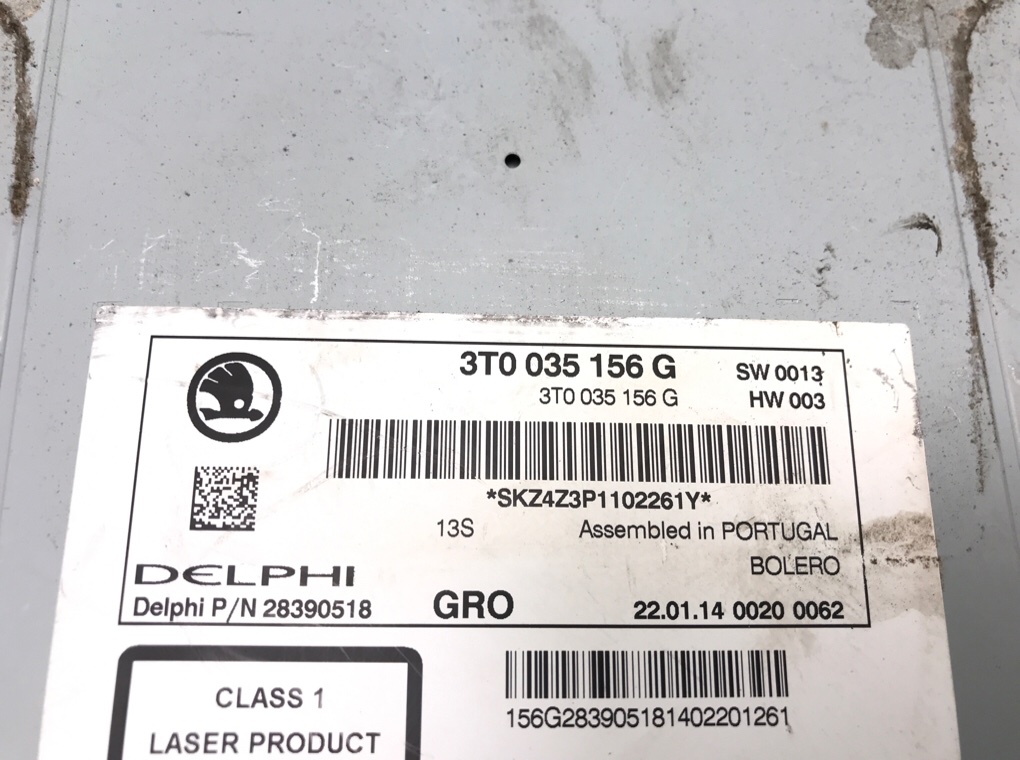 3T0 035 156 G SW 0013
3T0 035 156 G HW 003
*SKZ4Z3P1102261Y*
13S Assembled in PORTUGAL
BOLERO
DELPHI
Delphi P/N 28390518 GRO 22.01.14 0020 0062
CLASS 1
LASER PRODUCT
156G283905181402201261